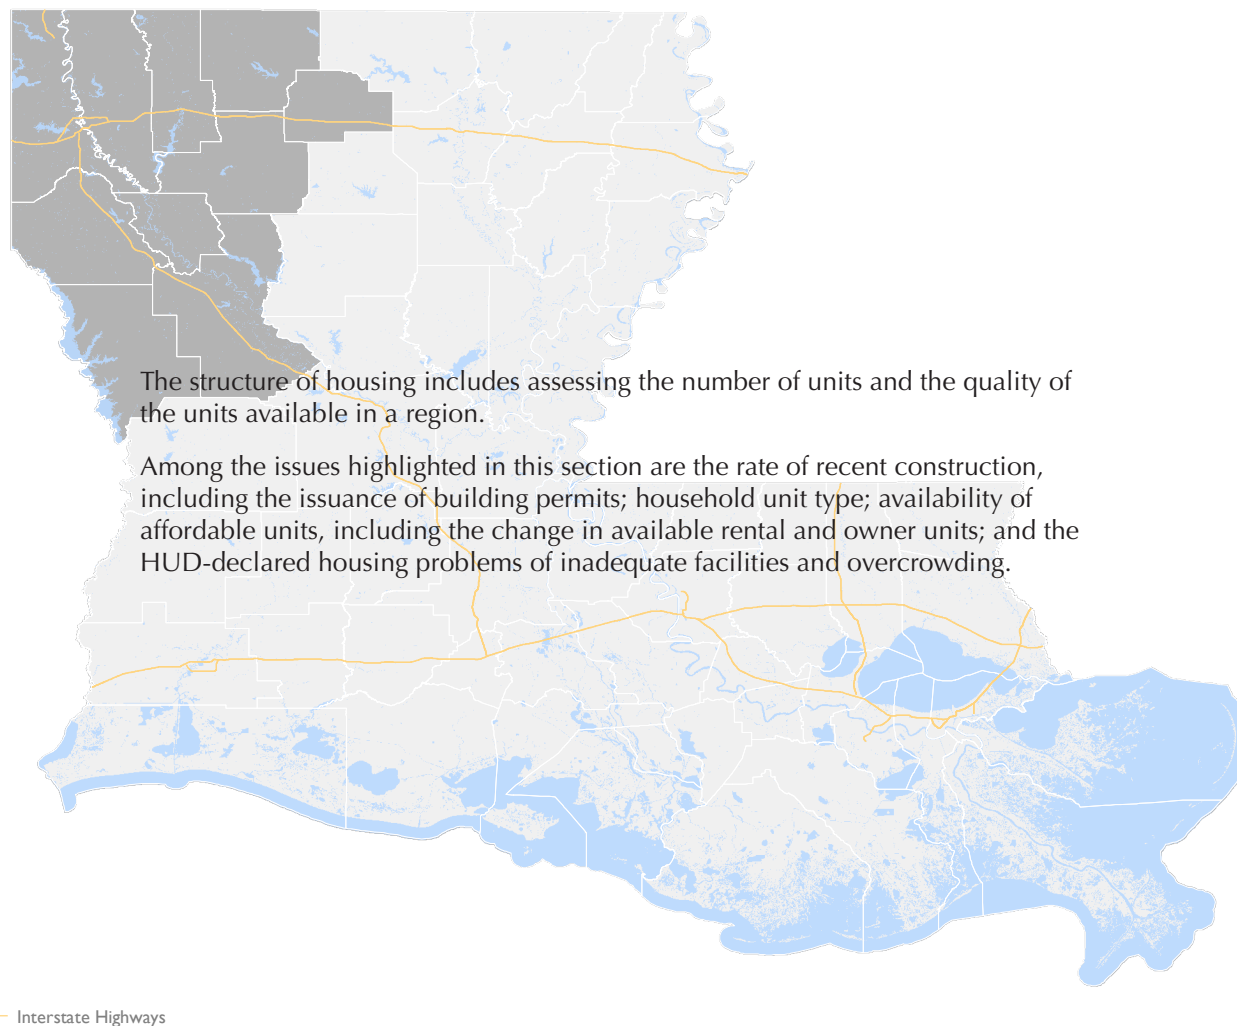 The structure of housing includes assessing the number of units and the quality of
the units available in a region.
Among the issues highlighted in this section are the rate of recent construction,
including the issuance of building permits; household unit type; availability of
affordable units, including the change in available rental and owner units; and the
HUD-declared housing problems of inadequate facilities and overcrowding.
Interstate Highways